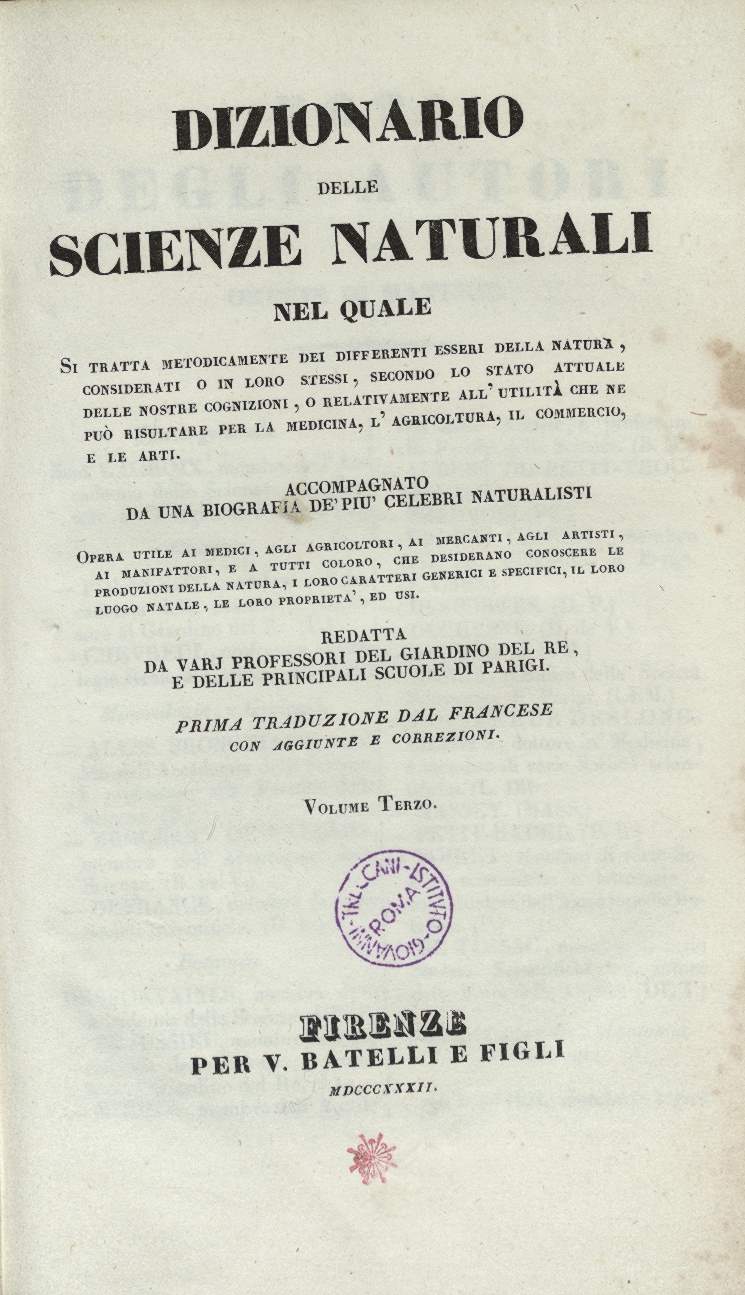 DIZIONARIO
DELLE
SCIENZE NATURALI
NEL QUALE
SI TRATTA METODICAMENTE DEI DIFFERENTI ESSERI DELLA NATURA,
CONSIDERATI O IN LORO STESSI, SECONDO LO STATO ATTUALE
DELLE NOSTRE COGNIZIONI, O RELATIVAMENTE ALL' UTILITÀ CHE NE
PUÒ RISULTARE PER LA MEDICINA, L' AGRICOLTURA, IL COMMERCIO,
E LE ARTI.
ACCOMPAGNATO
DA UNA BIOGRAFIA DE' PIU' CELEBRI NATURALISTI
OPERA UTILE AI MEDICI, AGLI AGRICOLTORI, AI MERCANTI, AGLI ARTISTI,
AI MANIFATTORI, E A TUTTI COLORO, CHE DESIDERANO CONOSCERE LE
PRODUZIONI DELLA NATURA, I LORO CARATTERI GENERICI E SPECIFICI, IL LORO
LUOGO NATALE, LE LORO PROPRIETA', ED USI.
REDATTA
DA VARJ PROFESSORI DEL GIARDINO DEL RE,
E DELLE PRINCIPALI SCUOLE DI PARIGI.
PRIMA TRADUZIONE DAL FRANCESE
CON AGGIUNTE E CORREZIONI.
VOLUME TERZO.
ISTITVTO-GIOVANNI-TRECCANI-
ROMA
FIRENZE
PER V. BATELLI E FIGLI
MDCCCXXXII.